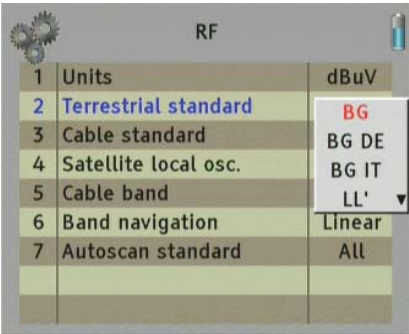 RF
1 Units dBuV
2 Terrestrial standard BG
3 Cable standard BG DE
4 Satellite local osc. BG IT
5 Cable band LL'
6 Band navigation Linear
7 Autoscan standard All